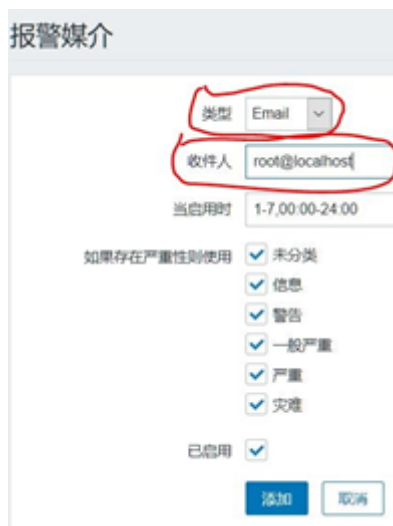 报警媒介
类型 Email
收件人 root@localhost
当启用时 1-7,00:00-24:00
如果存在严重性则使用 未分类
信息
警告
一般严重
严重
灾难
已启用
添加 取消